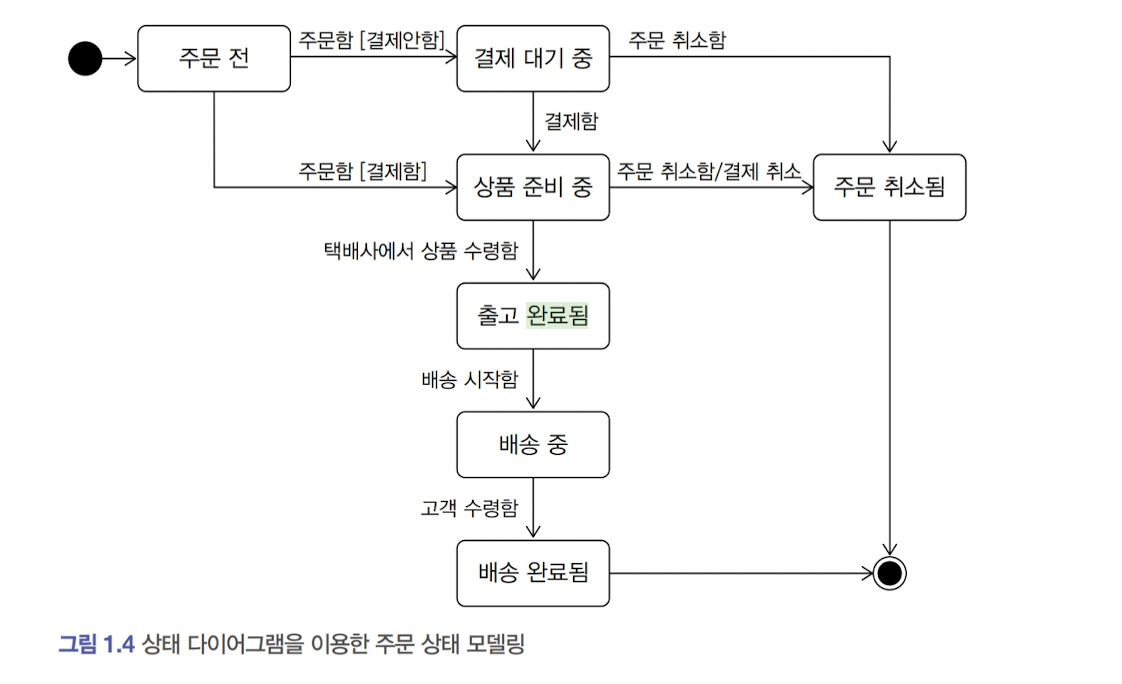 주문 전
주문함 [결제안함]
결제 대기 중
주문 취소함
결제함
주문함 [결제함]
상품 준비 중
주문 취소함/결제 취소
주문 취소됨
택배사에서 상품 수령함
출고 완료됨
배송 시작함
배송 중
고객 수령함
배송 완료됨
그림 1.4 상태 다이어그램을 이용한 주문 상태 모델링